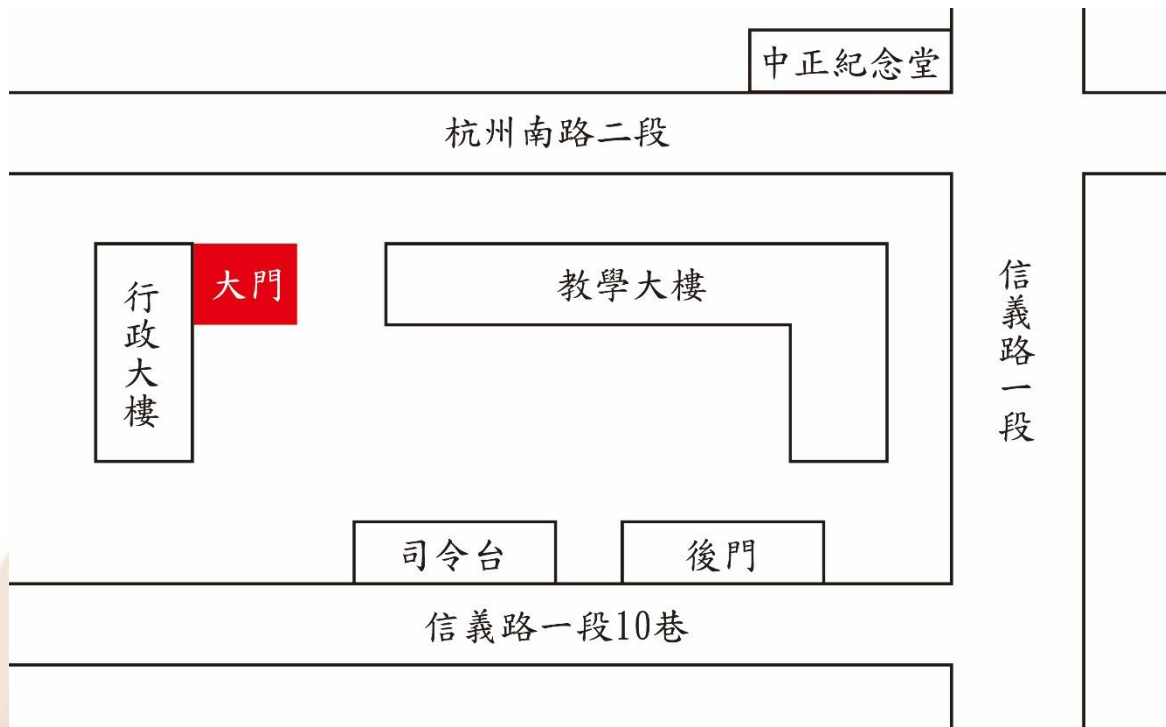 中正紀念堂
杭州南路二段
行政大樓
大門
教學大樓
信義路一段
司令台
後門
信義路一段10巷